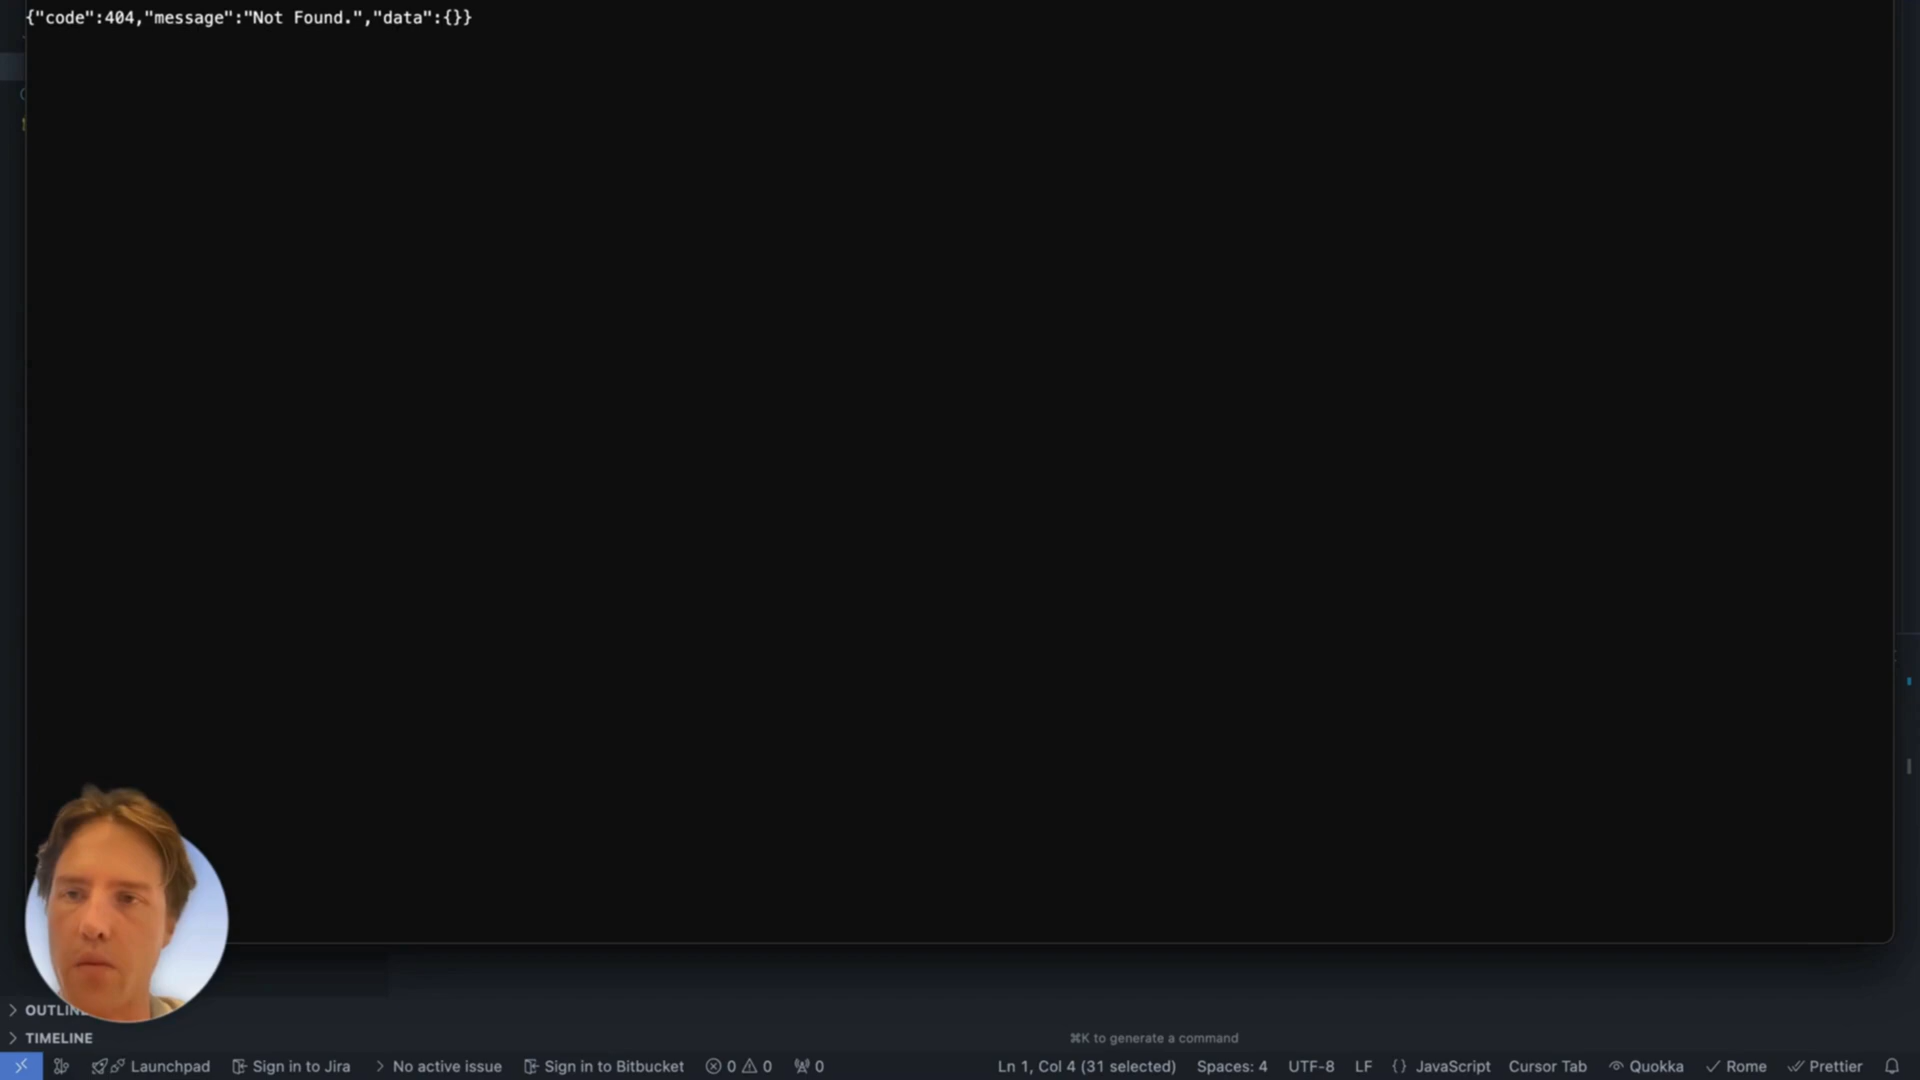 {"code":404,"message":"Not Found.","data":{}}
OUTLIN
TIMELINE
⌘K to generate a command
Launchpad Sign in to Jira No active issue Sign in to Bitbucket 0 0 0 Ln 1, Col 4 (31 selected) Spaces: 4 UTF-8 LF {} JavaScript Cursor Tab Quokka Rome Prettier